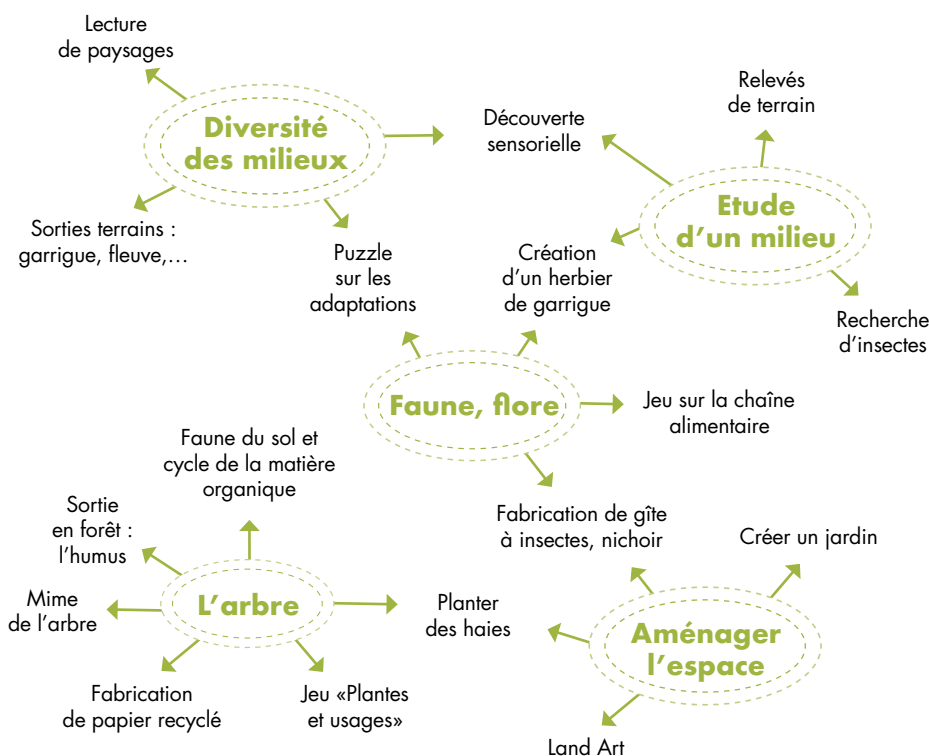 Lecture
de paysages
Diversité
des milieux
Sorties terrains :
garrigue, fleuve,…
Puzzle
sur les
adaptations
Découverte
sensorielle
Relevés
de terrain
Etude
d’un milieu
Création
d’un herbier
de garrigue
Recherche
d’insectes
Faune, flore
Jeu sur la chaîne
alimentaire
Fabrication de gîte
à insectes, nichoir
Faune du sol et
cycle de la matière
organique
Sortie
en forêt :
l’humus
Mime
de l’arbre
L’arbre
Fabrication
de papier recyclé
Jeu «Plantes
et usages»
Planter
des haies
Créer un jardin
Aménager
l’espace
Land Art